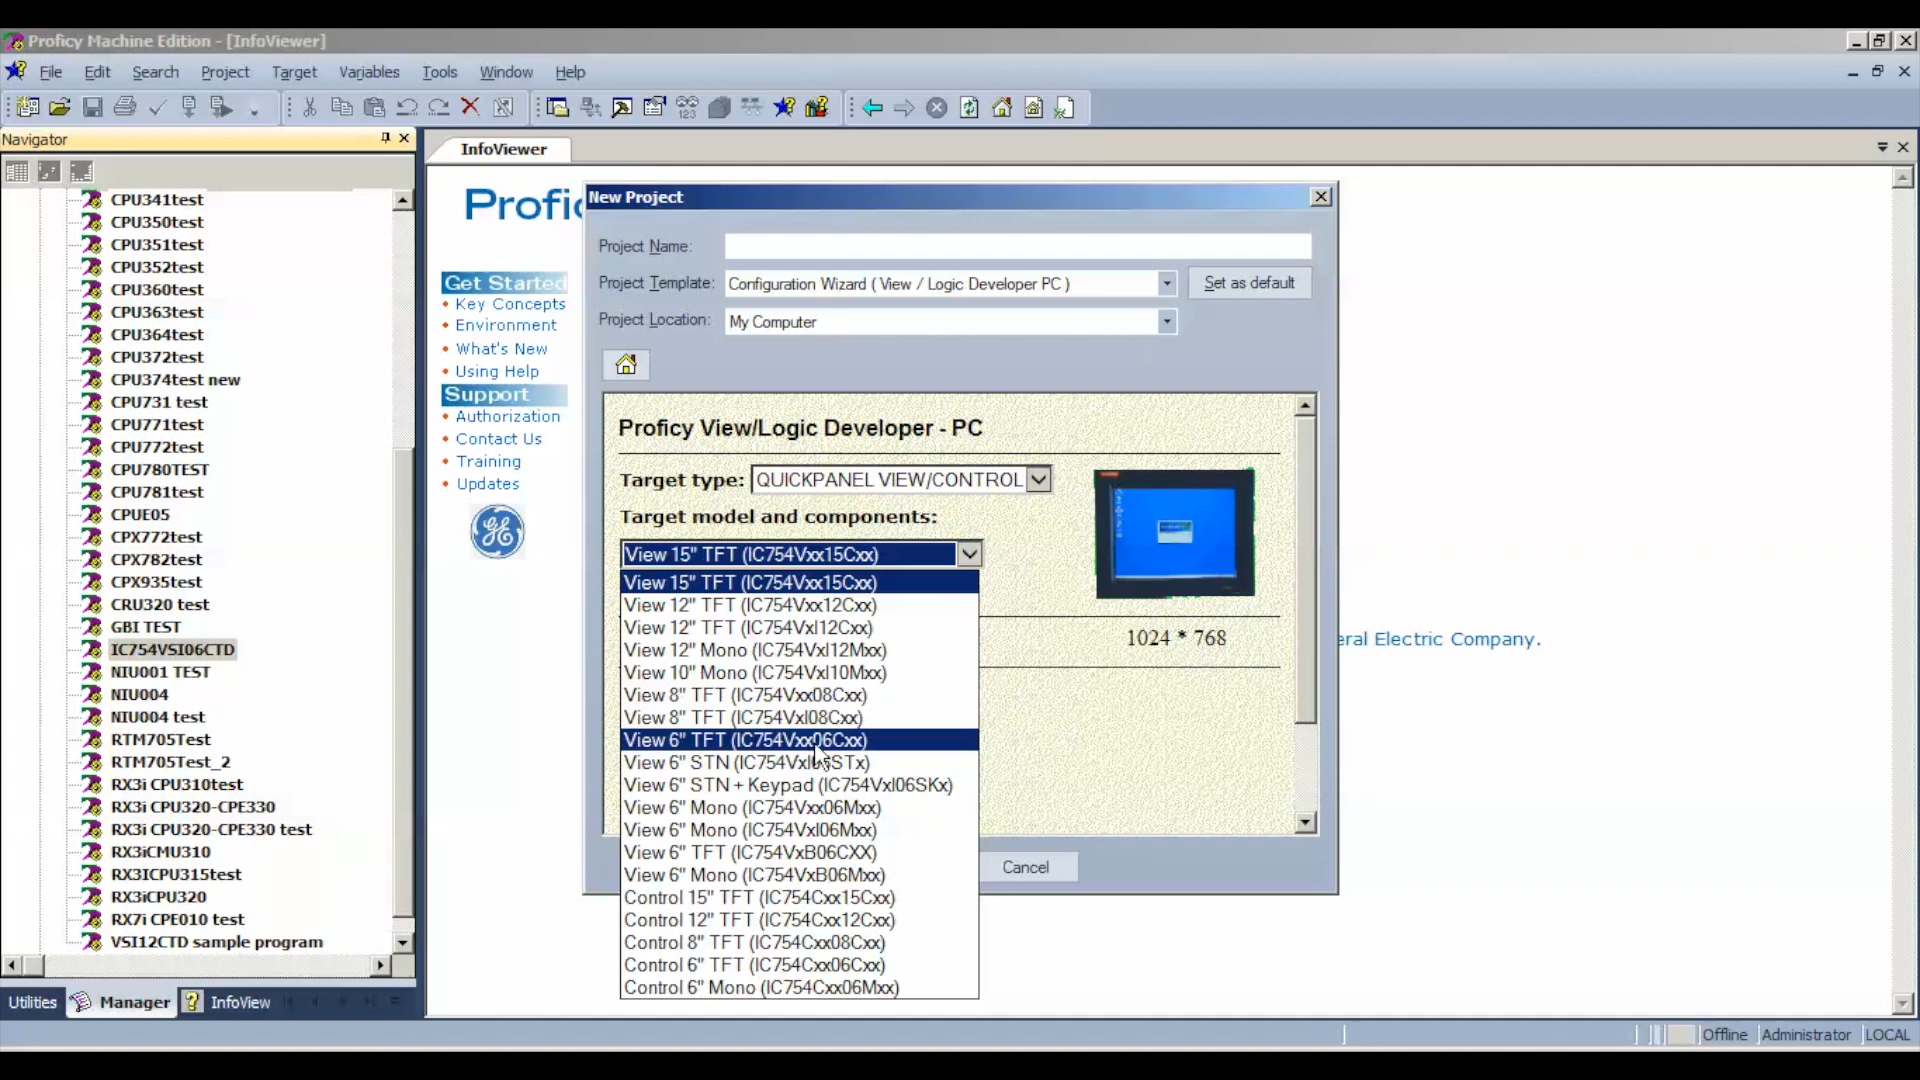 Proficy Machine Edition - [InfoViewer]
File Edit Search Project Target Variables Tools Window Help
Navigator
CPU341test
CPU350test
CPU351test
CPU352test
CPU360test
CPU363test
CPU364test
CPU372test
CPU374test new
CPU731 test
CPU771test
CPU772test
CPU780TEST
CPU781test
CPUE05
CPX772test
CPX782test
CPX935test
CRU320 test
GBI TEST
IC754VSI06CTD
NIU001 TEST
NIU004
NIU004 test
RTM705Test
RTM705Test_2
RX3i CPU310test
RX3i CPU320-CPE330
RX3i CPU320-CPE330 test
RX3iCMU310
RX3ICPU315test
RX3iCPU320
RX7i CPE010 test
VSI12CTD sample program
Utilities Manager InfoView
InfoViewer
Profic
Get Started
Key Concepts
Environment
What's New
Using Help
Support
Authorization
Contact Us
Training
Updates
New Project
Project Name:
Project Template: Configuration Wizard ( View / Logic Developer PC ) Set as default
Project Location: My Computer
Proficy View/Logic Developer - PC
Target type: QUICKPANEL VIEW/CONTROL
Target model and components:
View 15" TFT (IC754Vxx15Cxx)
View 15" TFT (IC754Vxx15Cxx)
View 12" TFT (IC754Vxx12Cxx)
View 12" TFT (IC754VxI12Cxx)
View 12" Mono (IC754VxI12Mxx)
View 10" Mono (IC754VxI10Mxx)
View 8" TFT (IC754Vxx08Cxx)
View 8" TFT (IC754VxI08Cxx)
View 6" TFT (IC754Vxx06Cxx)
View 6" STN (IC754VxI06STx)
View 6" STN + Keypad (IC754VxI06SKx)
View 6" Mono (IC754Vxx06Mxx)
View 6" Mono (IC754VxI06Mxx)
View 6" TFT (IC754VxB06CXX)
View 6" Mono (IC754VxB06Mxx)
Control 15" TFT (IC754Cxx15Cxx)
Control 12" TFT (IC754Cxx12Cxx)
Control 8" TFT (IC754Cxx08Cxx)
Control 6" TFT (IC754Cxx06Cxx)
Control 6" Mono (IC754Cxx06Mxx)
1024 * 768
eral Electric Company.
Cancel
Offline Administrator LOCAL